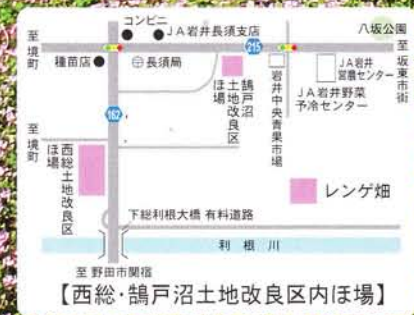 コンビニ
JA岩井長須支店
八坂公園
至境町
215
至坂東市街
種苗店
長須局
鵠戸沼土地改良区ほ場
岩井中央青果市場
JA岩井営農センター
JA岩井野菜予冷センター
162
至境町
西総土地改良区ほ場
レンゲ畑
下総利根大橋 有料道路
利根川
至 野田市関宿
【西総・鵠戸沼土地改良区内ほ場】